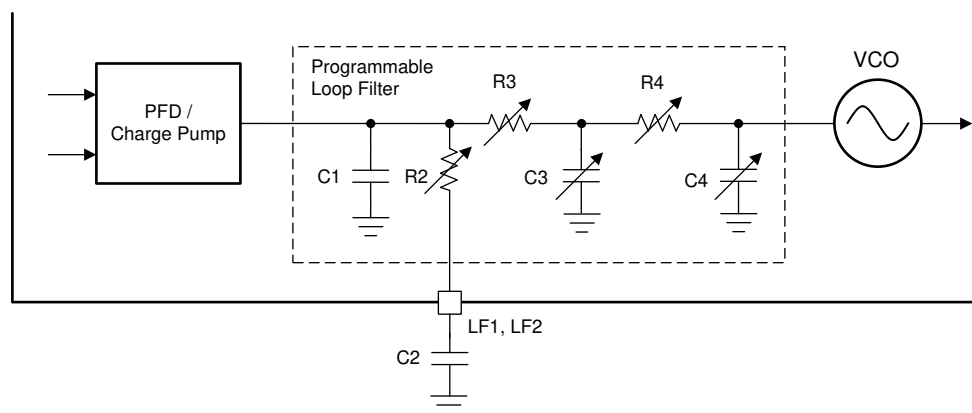 Programmable
Loop Filter
VCO
R3
R4
PFD /
Charge Pump
C1
R2
C3
C4
LF1, LF2
C2